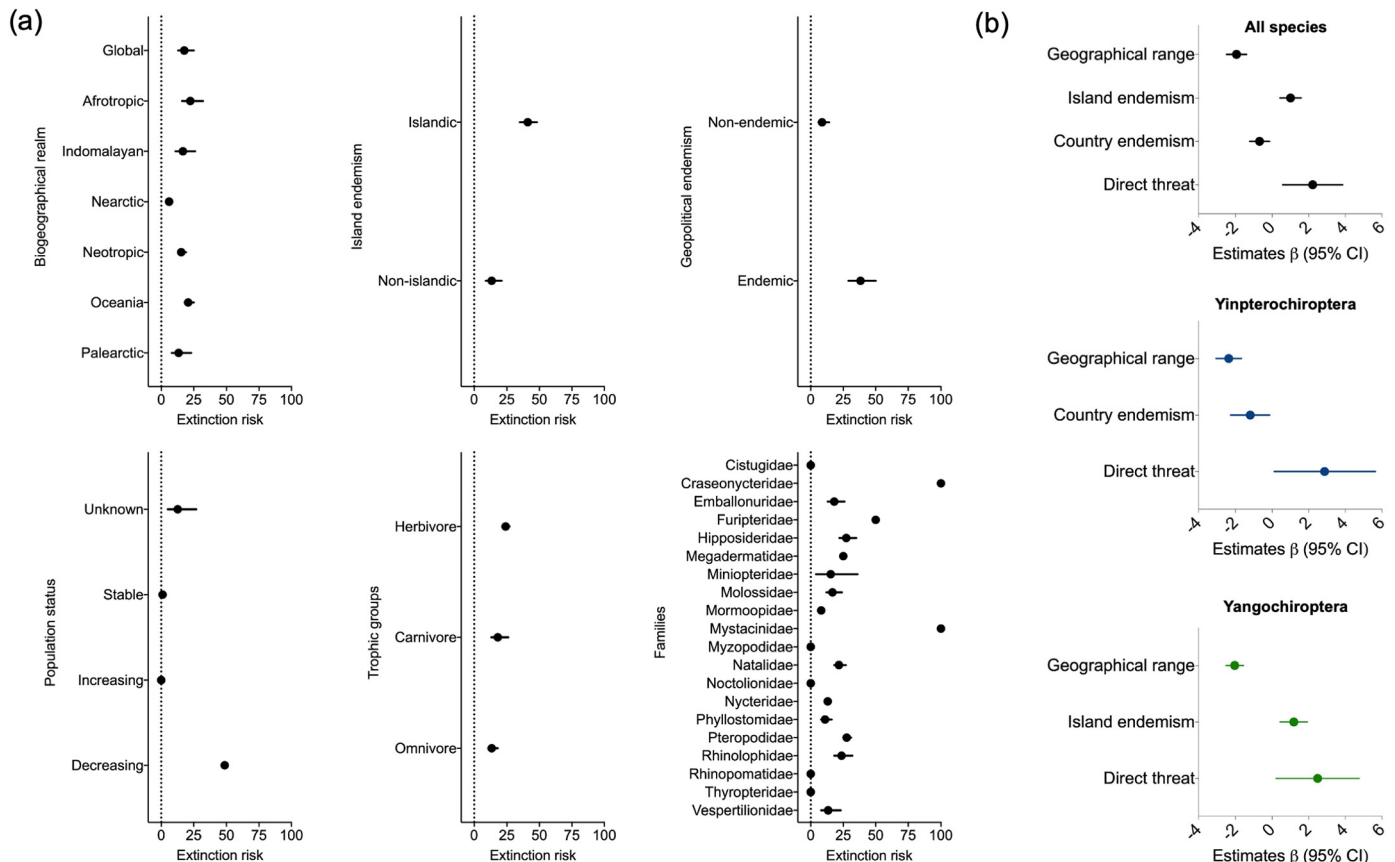 (a)
Biogeographical realm
Global
Afrotropic
Indomalayan
Nearctic
Neotropic
Oceania
Palearctic
0 25 50 75 100
Extinction risk
Island endemism
Islandic
Non-islandic
0 25 50 75 100
Extinction risk
Geopolitical endemism
Non-endemic
Endemic
0 25 50 75 100
Extinction risk
Population status
Unknown
Stable
Increasing
Decreasing
0 25 50 75 100
Extinction risk
Trophic groups
Herbivore
Carnivore
Omnivore
0 25 50 75 100
Extinction risk
Families
Cistugidae
Craseonycteridae
Emballonuridae
Furipteridae
Hipposideridae
Megadermatidae
Miniopteridae
Molossidae
Mormoopidae
Mystacinidae
Myzopodidae
Natalidae
Noctolionidae
Nycteridae
Phyllostomidae
Pteropodidae
Rhinolophidae
Rhinopomatidae
Thyropteridae
Vespertilionidae
0 25 50 75 100
Extinction risk
(b)
All species
Geographical range
Island endemism
Country endemism
Direct threat
-4 -2 0 2 4 6
Estimates β (95% CI)
Yinpterochiroptera
Geographical range
Country endemism
Direct threat
-4 -2 0 2 4 6
Estimates β (95% CI)
Yangochiroptera
Geographical range
Island endemism
Direct threat
-4 -2 0 2 4 6
Estimates β (95% CI)